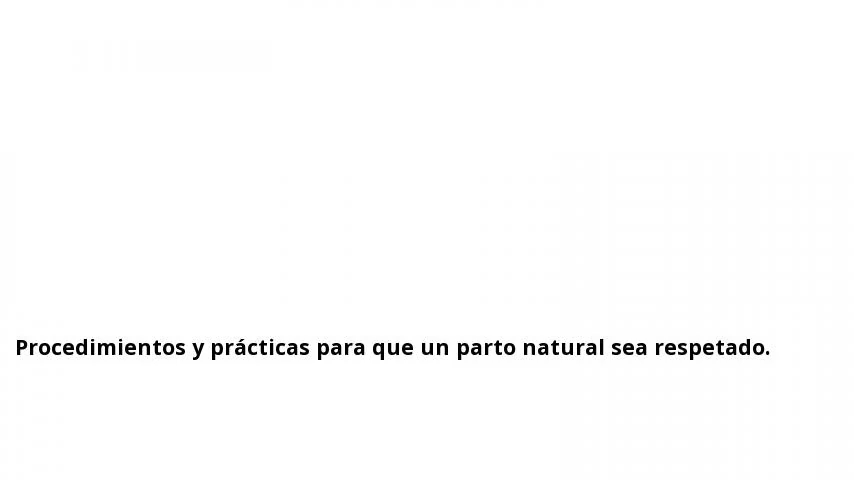 Procedimientos y prácticas para que un parto natural sea respetado.